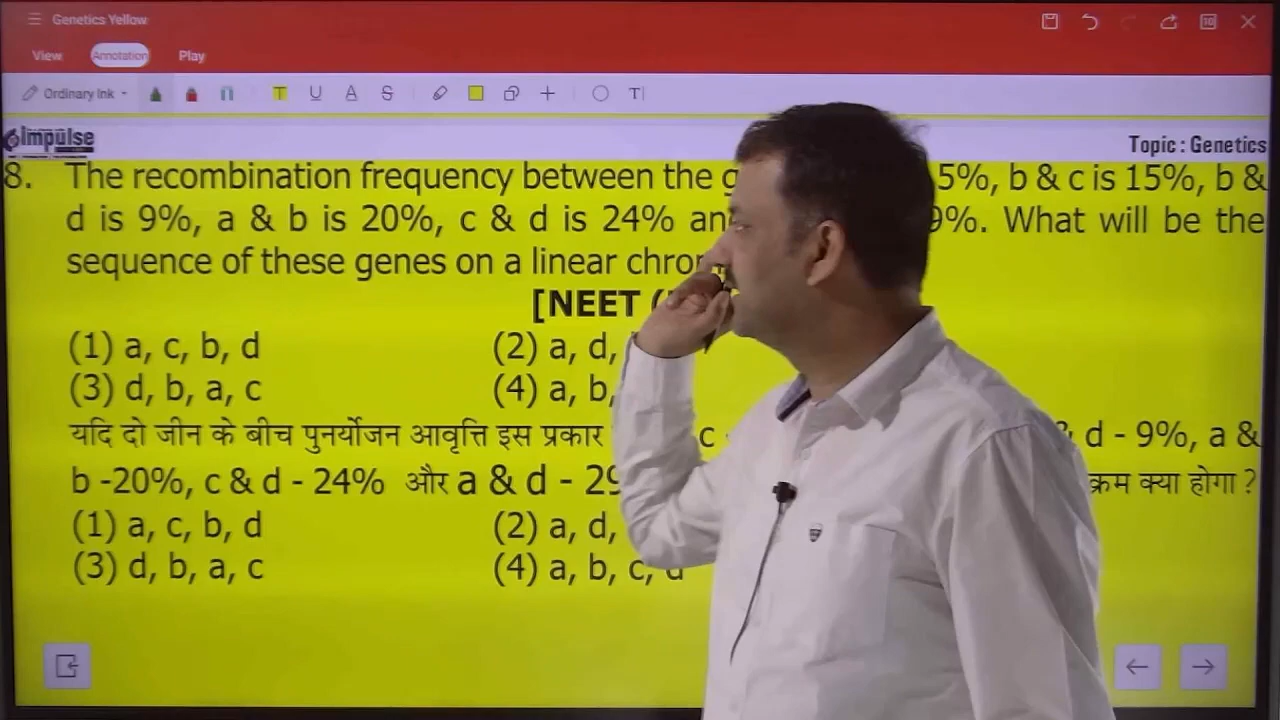 Genetics Yellow
View Annotation Play
Ordinary Ink
impulse
Topic : Genetics
8. The recombination frequency between the 5%, b & c is 15%, b &
d is 9%, a & b is 20%, c & d is 24% 9%. What will be the
sequence of these genes on a linear
[NEET
(1) a, c, b, d (2) a, d,
(3) d, b, a, c (4) a, b,
यदि दो जीन के बीच पुनर्योजन आवृत्ति इस प्रकार c d - 9%, a &
b -20%, c & d - 24% और a & d - 29 क्रम क्या होगा ?
(1) a, c, b, d (2) a, d,
(3) d, b, a, c (4) a, b, c, d